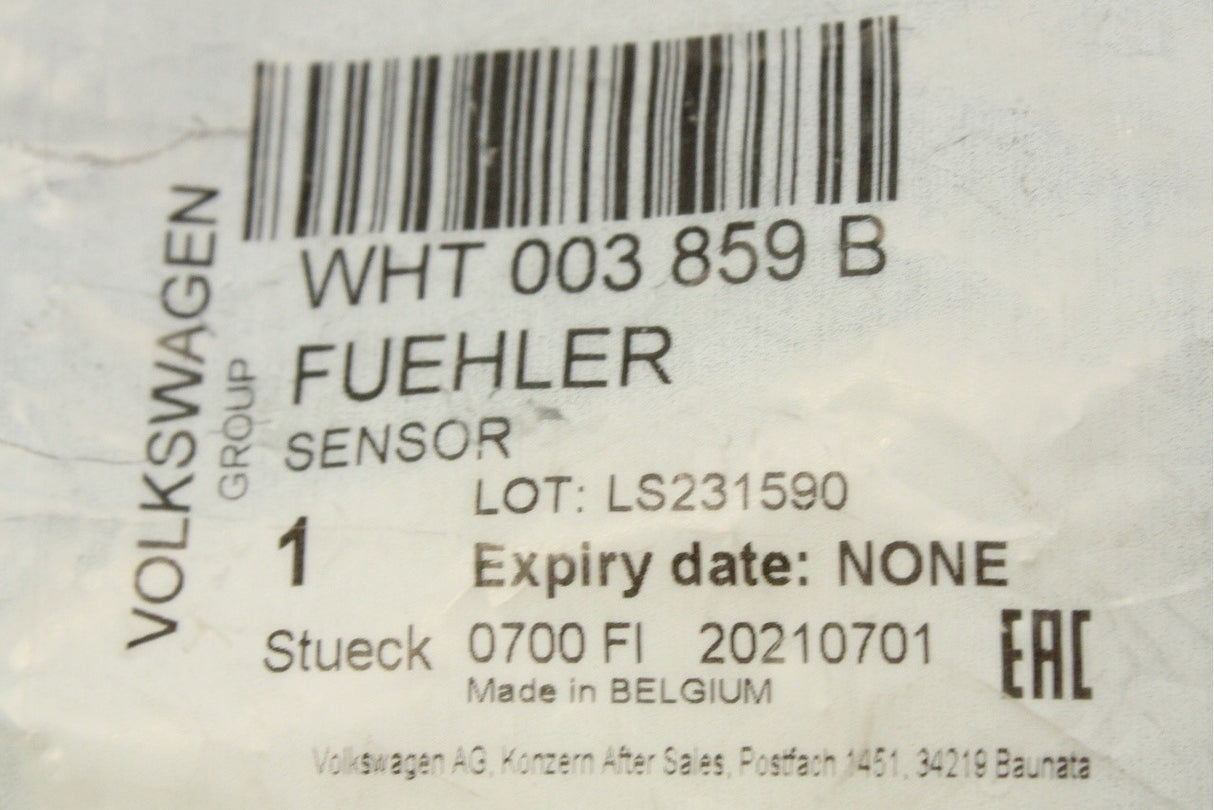 VOLKSWAGEN
GROUP
WHT 003 859 B
FUEHLER
SENSOR
LOT: LS231590
1 Expiry date: NONE
Stueck 0700 FI 20210701 EAC
Made in BELGIUM
Volkswagen AG, Konzern After Sales, Postfach 1451, 34219 Baunata